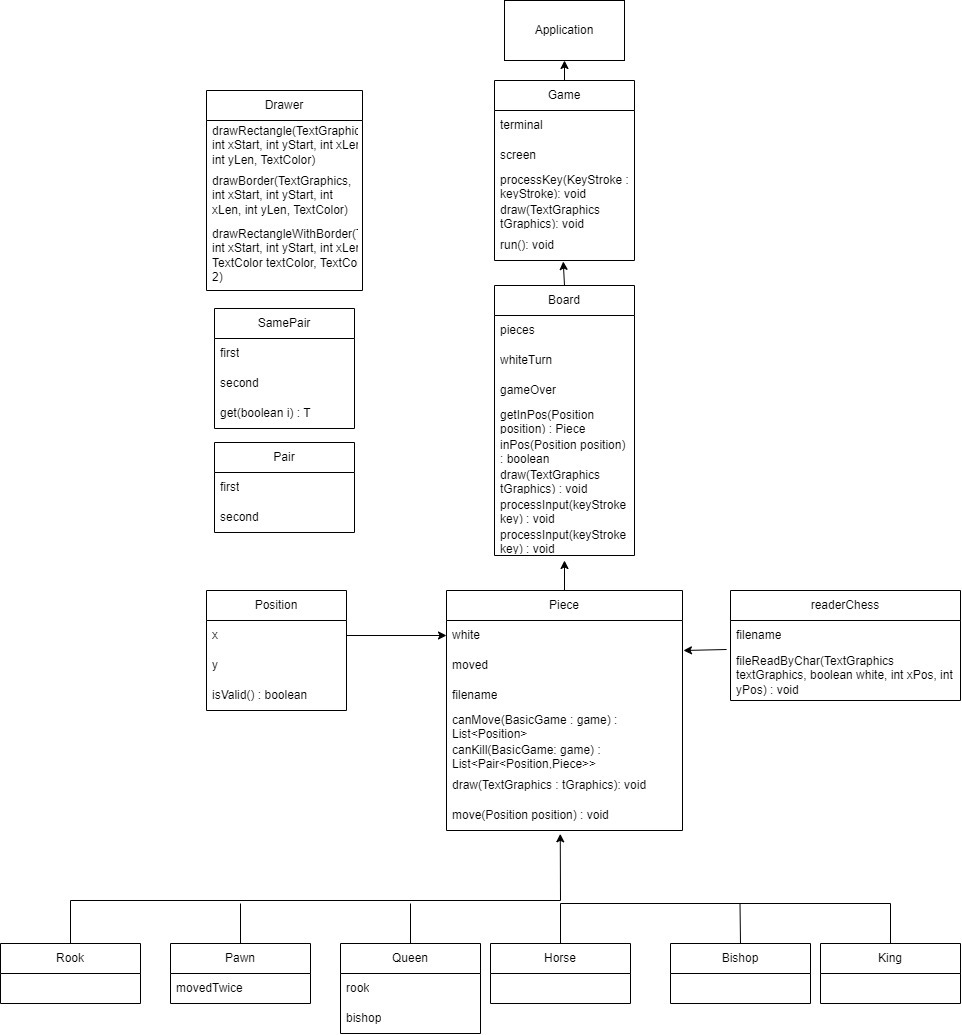 Application
Game
terminal
screen
processKey(KeyStroke :
keyStroke): void
draw(TextGraphics
tGraphics): void
run(): void
Drawer
drawRectangle(TextGraphic
int xStart, int yStart, int xLer
int yLen, TextColor)
drawBorder(TextGraphics,
int xStart, int yStart, int
xLen, int yLen, TextColor)
drawRectangleWithBorder(
int xStart, int yStart, int xLer
TextColor textColor, TextCo
2)
SamePair
first
second
get(boolean i) : T
Pair
first
second
Board
pieces
whiteTurn
gameOver
getInPos(Position
position) : Piece
inPos(Position position)
: boolean
draw(TextGraphics
tGraphics) : void
processInput(keyStroke
key) : void
processInput(keyStroke
key) : void
Position
x
y
isValid() : boolean
Piece
white
moved
filename
canMove(BasicGame : game) :
List<Position>
canKill(BasicGame: game) :
List<Pair<Position,Piece>>
draw(TextGraphics : tGraphics): void
move(Position position) : void
readerChess
filename
fileReadByChar(TextGraphics
textGraphics, boolean white, int xPos, int
yPos) : void
Rook
Pawn
movedTwice
Queen
rook
bishop
Horse
Bishop
King